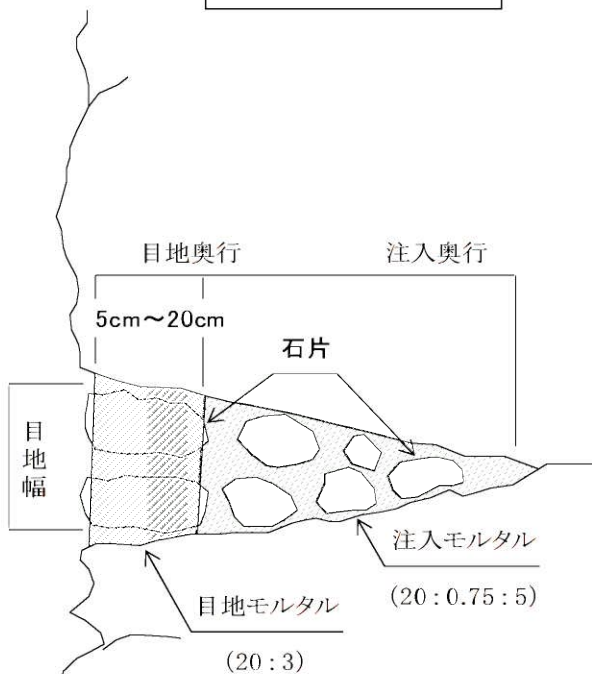 目地奥行
注入奥行
5cm～20cm
石片
目地幅
注入モルタル
(20:0.75:5)
目地モルタル
(20:3)